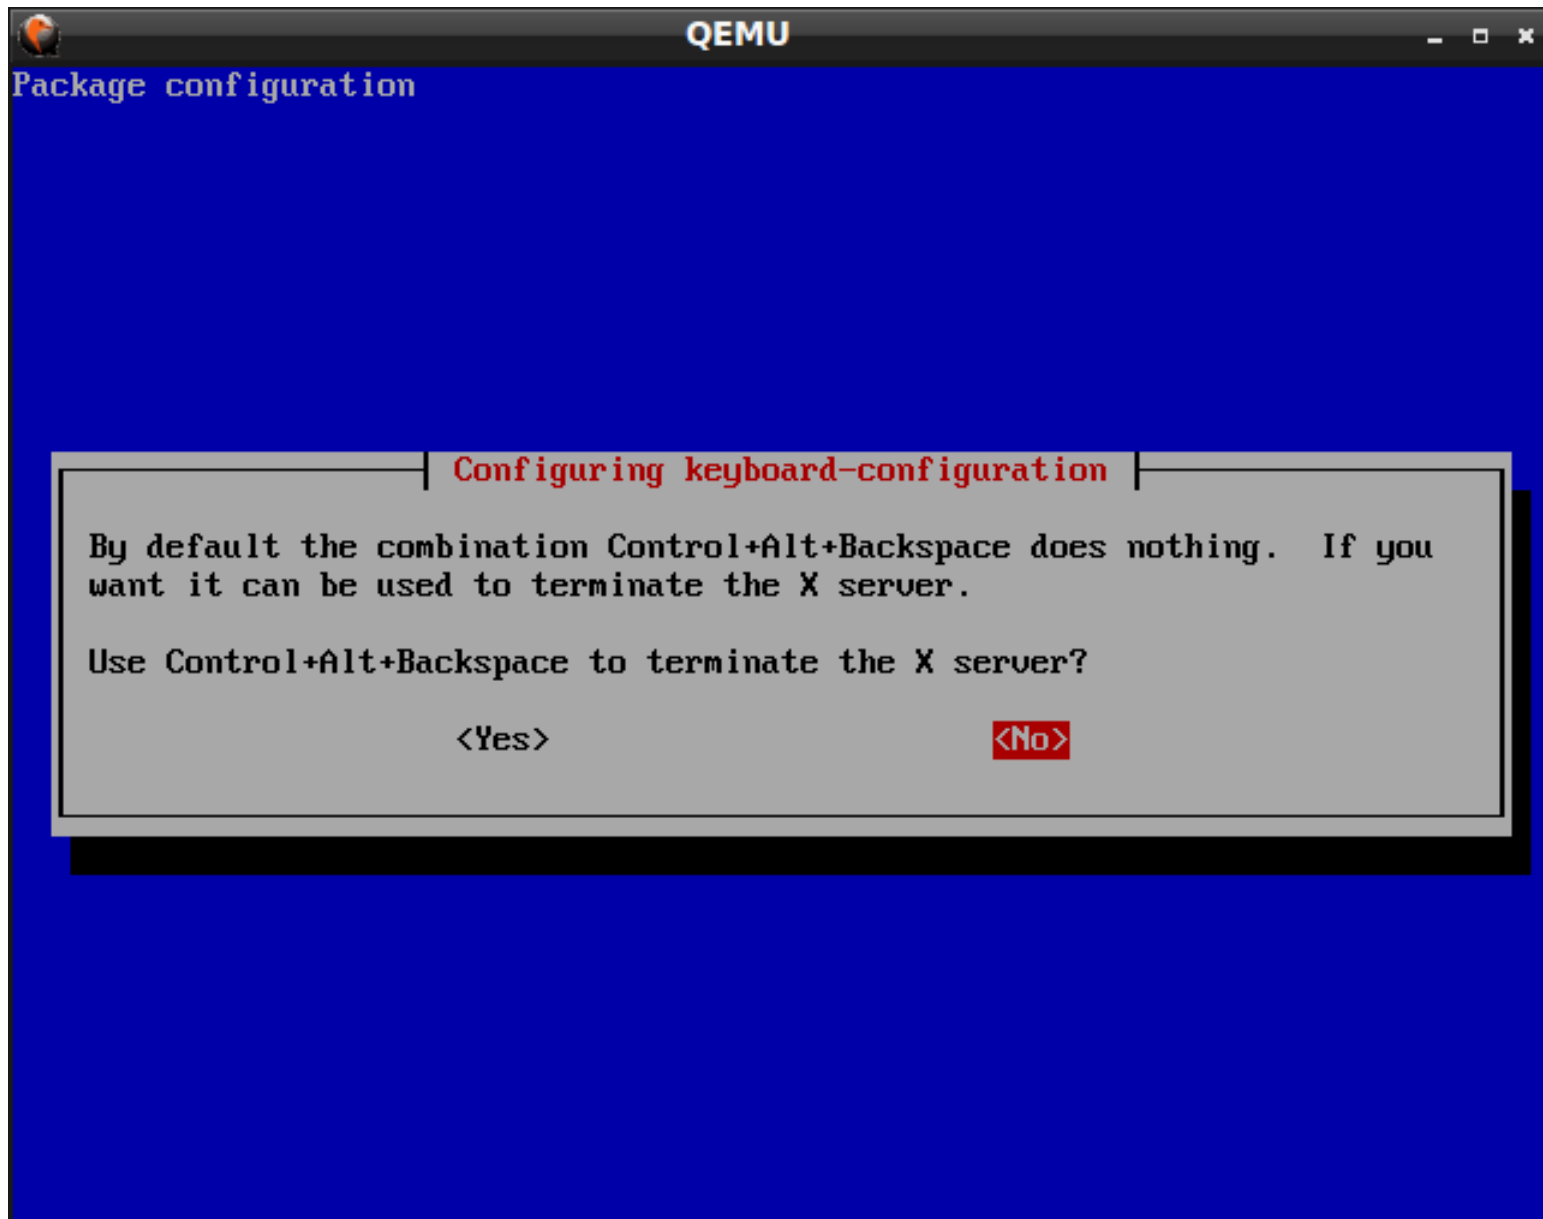 QEMU
Package configuration
Configuring keyboard-configuration
By default the combination Control+Alt+Backspace does nothing.  If you
want it can be used to terminate the X server.
Use Control+Alt+Backspace to terminate the X server?
<Yes> <No>